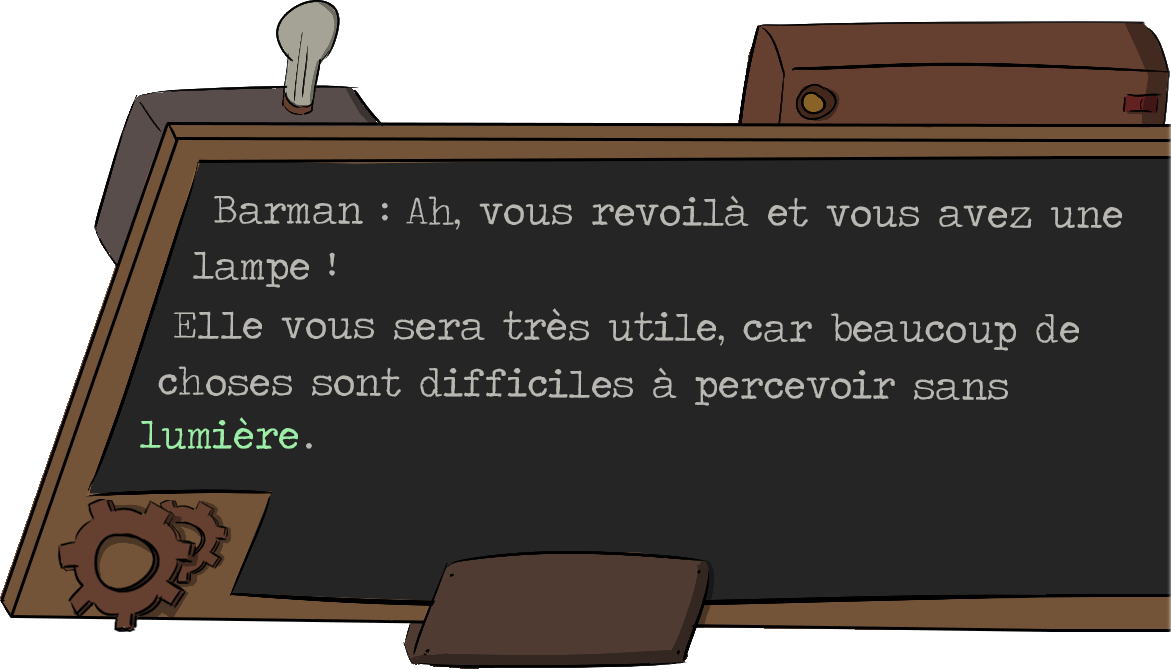 Barman : Ah, vous revoilà et vous avez une
lampe !
Elle vous sera très utile, car beaucoup de
choses sont difficiles à percevoir sans
lumière.